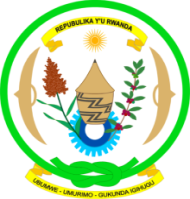 REPUBULIKA Y'U RWANDA
UBUMWE - UMURIMO - GUKUNDA IGIHUGU